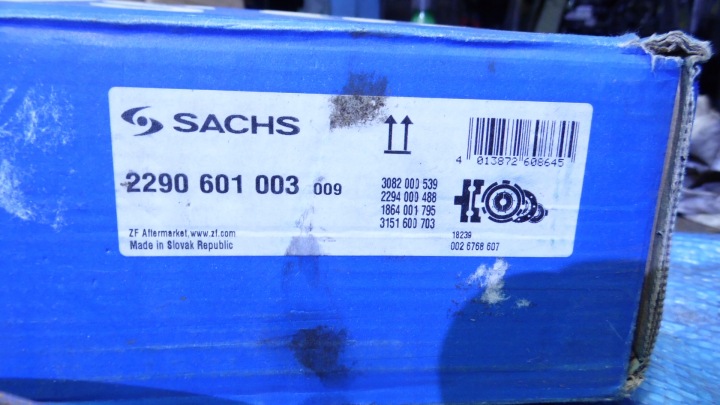 SACHS
2290 601 003 009
3082 000 539
2294 000 488
1864 001 795
3151 600 703
4 013872 608645
18239
002 6768 607
ZF Aftermarket.www.zf.com
Made in Slovak Republic